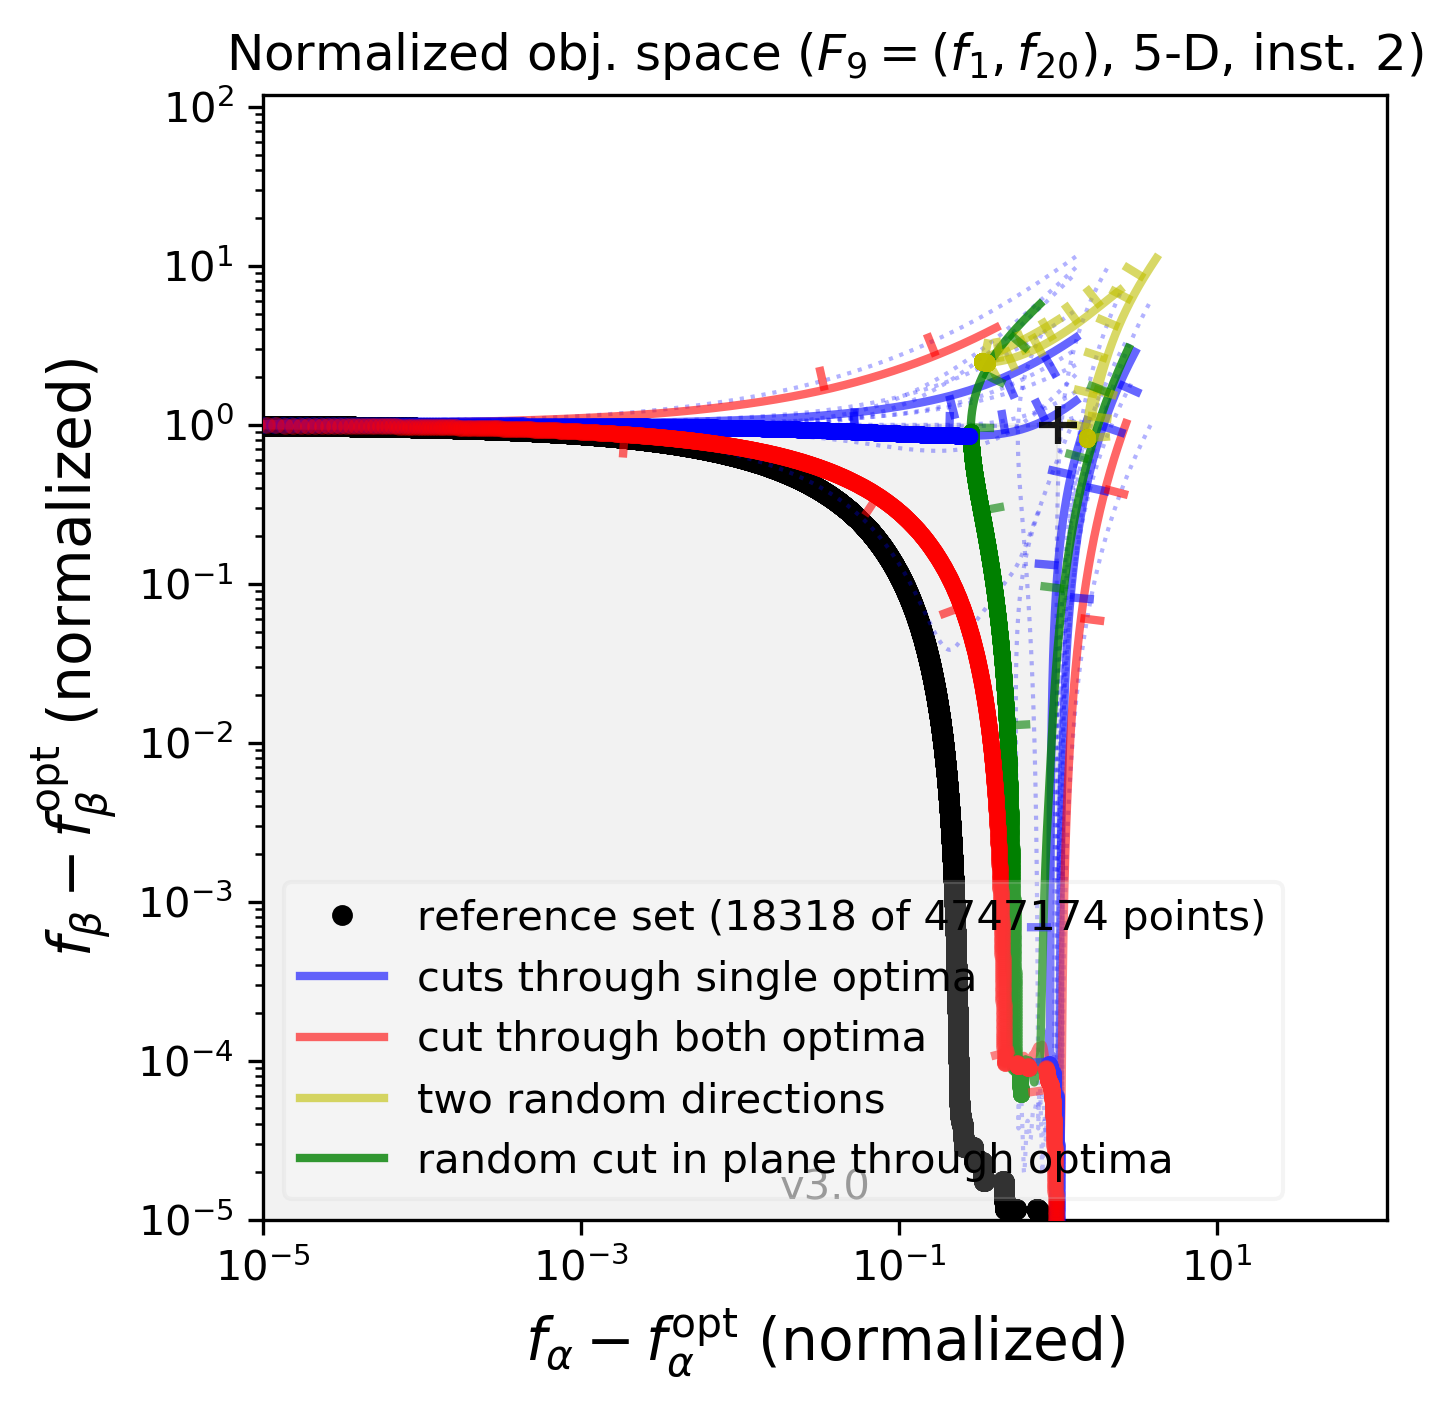 Normalized obj. space (F₉ = (f₁, f₂₀), 5-D, inst. 2)
10²
10¹
10⁰
10⁻¹
10⁻²
10⁻³
10⁻⁴
10⁻⁵
f_β − f_β^opt (normalized)
reference set (18318 of 4747174 points)
cuts through single optima
cut through both optima
two random directions
random cut in plane through optima
v3.0
10⁻⁵ 10⁻³ 10⁻¹ 10¹
f_α − f_α^opt (normalized)